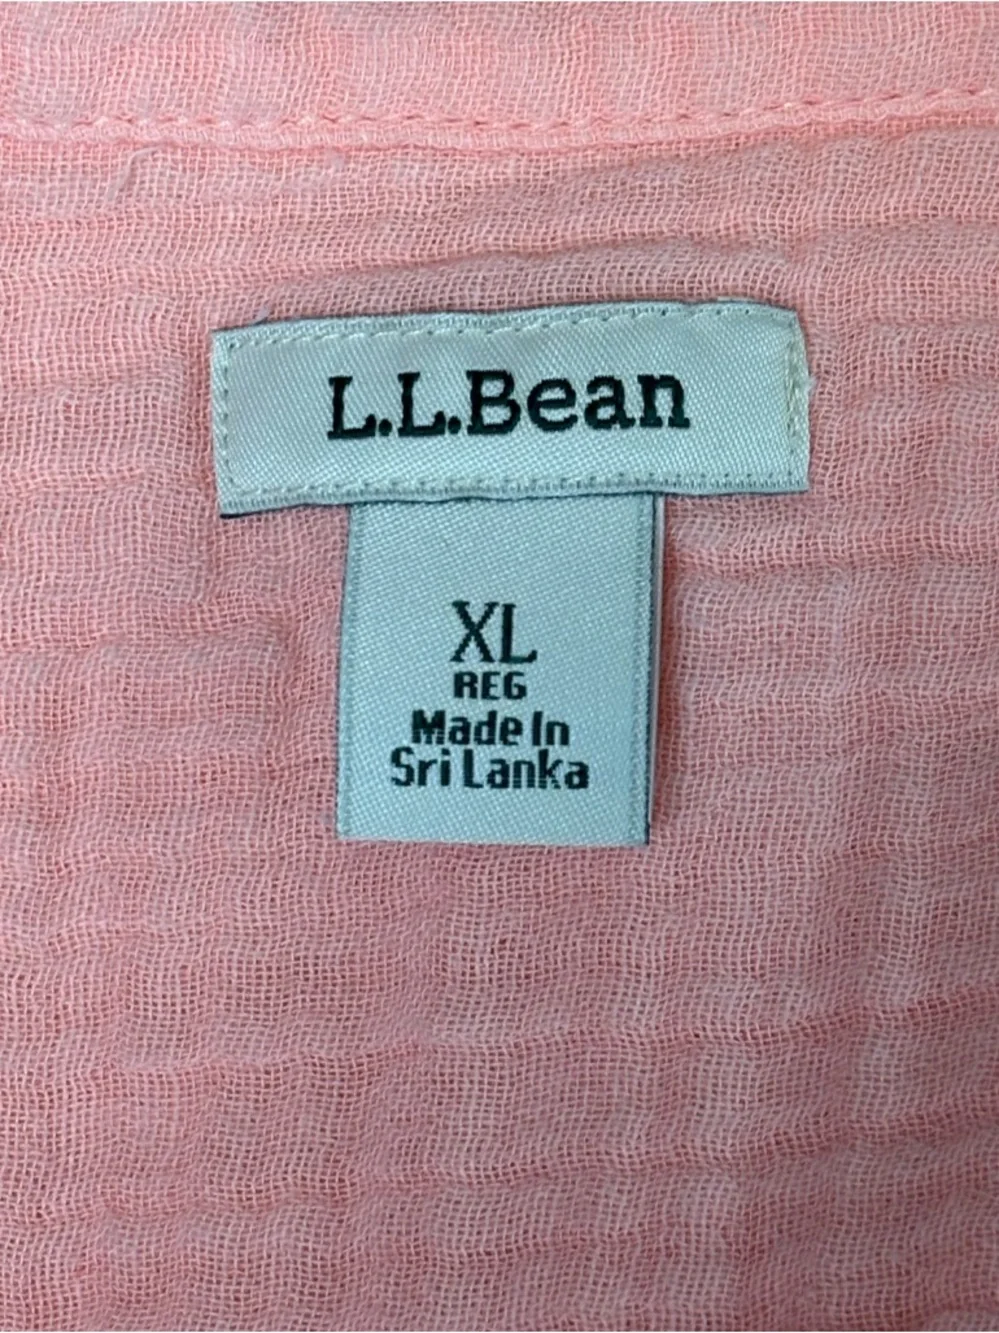 L.L.Bean
XL
REG
Made In
Sri Lanka